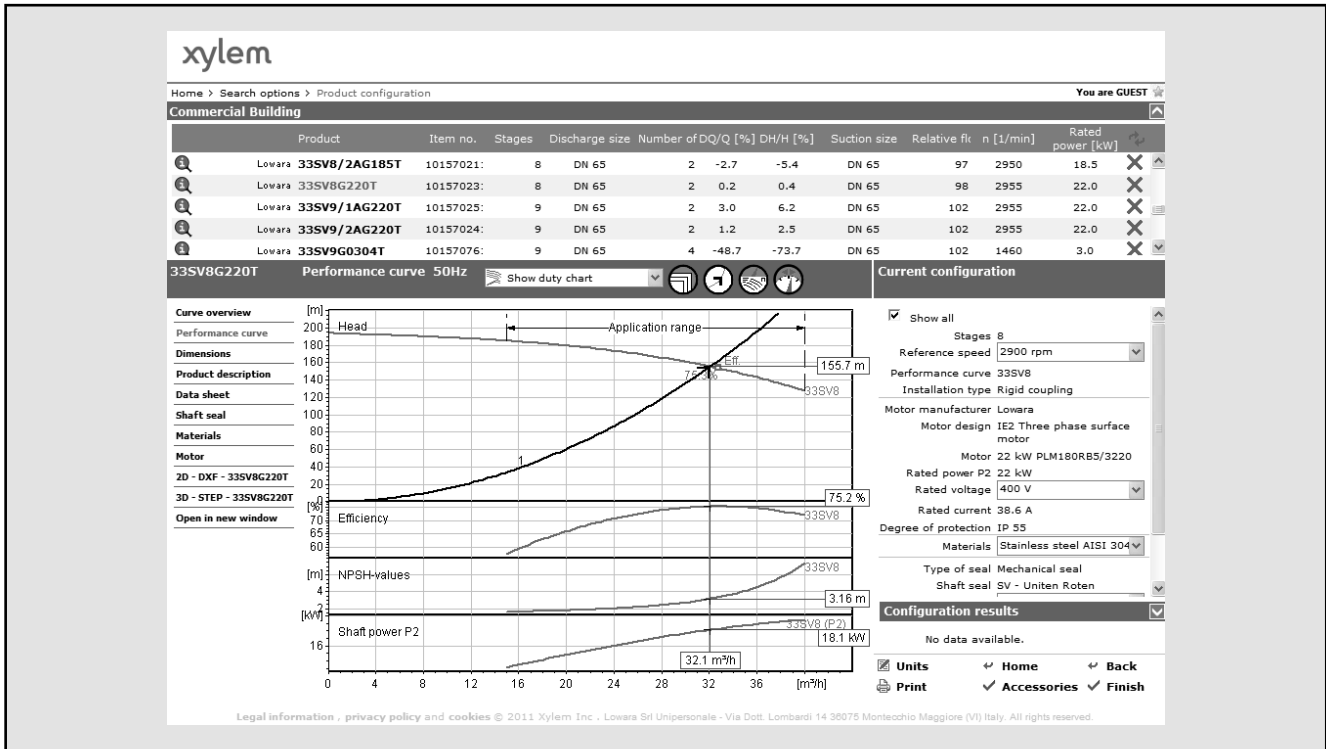 xylem
Home > Search options > Product configuration You are GUEST
Commercial Building
Product Item no. Stages Discharge size Number of DQ/Q [%] DH/H [%] Suction size Relative flc n [1/min] Rated power [kW]
Lowara 33SV8/2AG185T 10157021: 8 DN 65 2 -2.7 -5.4 DN 65 97 2950 18.5
Lowara 33SV8G220T 10157023: 8 DN 65 2 0.2 0.4 DN 65 98 2955 22.0
Lowara 33SV9/1AG220T 10157025: 9 DN 65 2 3.0 6.2 DN 65 102 2955 22.0
Lowara 33SV9/2AG220T 10157024: 9 DN 65 2 1.2 2.5 DN 65 102 2955 22.0
Lowara 33SV9G0304T 10157076: 9 DN 65 4 -48.7 -73.7 DN 65 102 1460 3.0
33SV8G220T Performance curve 50Hz Show duty chart Current configuration
Curve overview
Performance curve
Dimensions
Product description
Data sheet
Shaft seal
Materials
Motor
2D - DXF - 33SV8G220T
3D - STEP - 33SV8G220T
Open in new window
[m]
Head
Application range
200
180
160
140
120
100
80
60
40
20
0
Eff.
75.3%
155.7 m
33SV8
1
[%]
Efficiency
70
65
60
75.2 %
33SV8
[m]
NPSH-values
4
2
33SV8
3.16 m
[kW]
Shaft power P2
16
33SV8 (P2)
18.1 kW
32.1 m³/h
0 4 8 12 16 20 24 28 32 36 [m³/h]
Show all
Stages 8
Reference speed 2900 rpm
Performance curve 33SV8
Installation type Rigid coupling
Motor manufacturer Lowara
Motor design IE2 Three phase surface
motor
Motor 22 kW PLM180RB5/3220
Rated power P2 22 kW
Rated voltage 400 V
Rated current 38.6 A
Degree of protection IP 55
Materials Stainless steel AISI 304
Type of seal Mechanical seal
Shaft seal SV - Uniten Roten
Configuration results
No data available.
Units Home Back
Print Accessories Finish
Legal information , privacy policy and cookies © 2011 Xylem Inc . Lowara Srl Unipersonale - Via Dott. Lombardi 14 36075 Montecchio Maggiore (VI) Italy. All rights reserved.